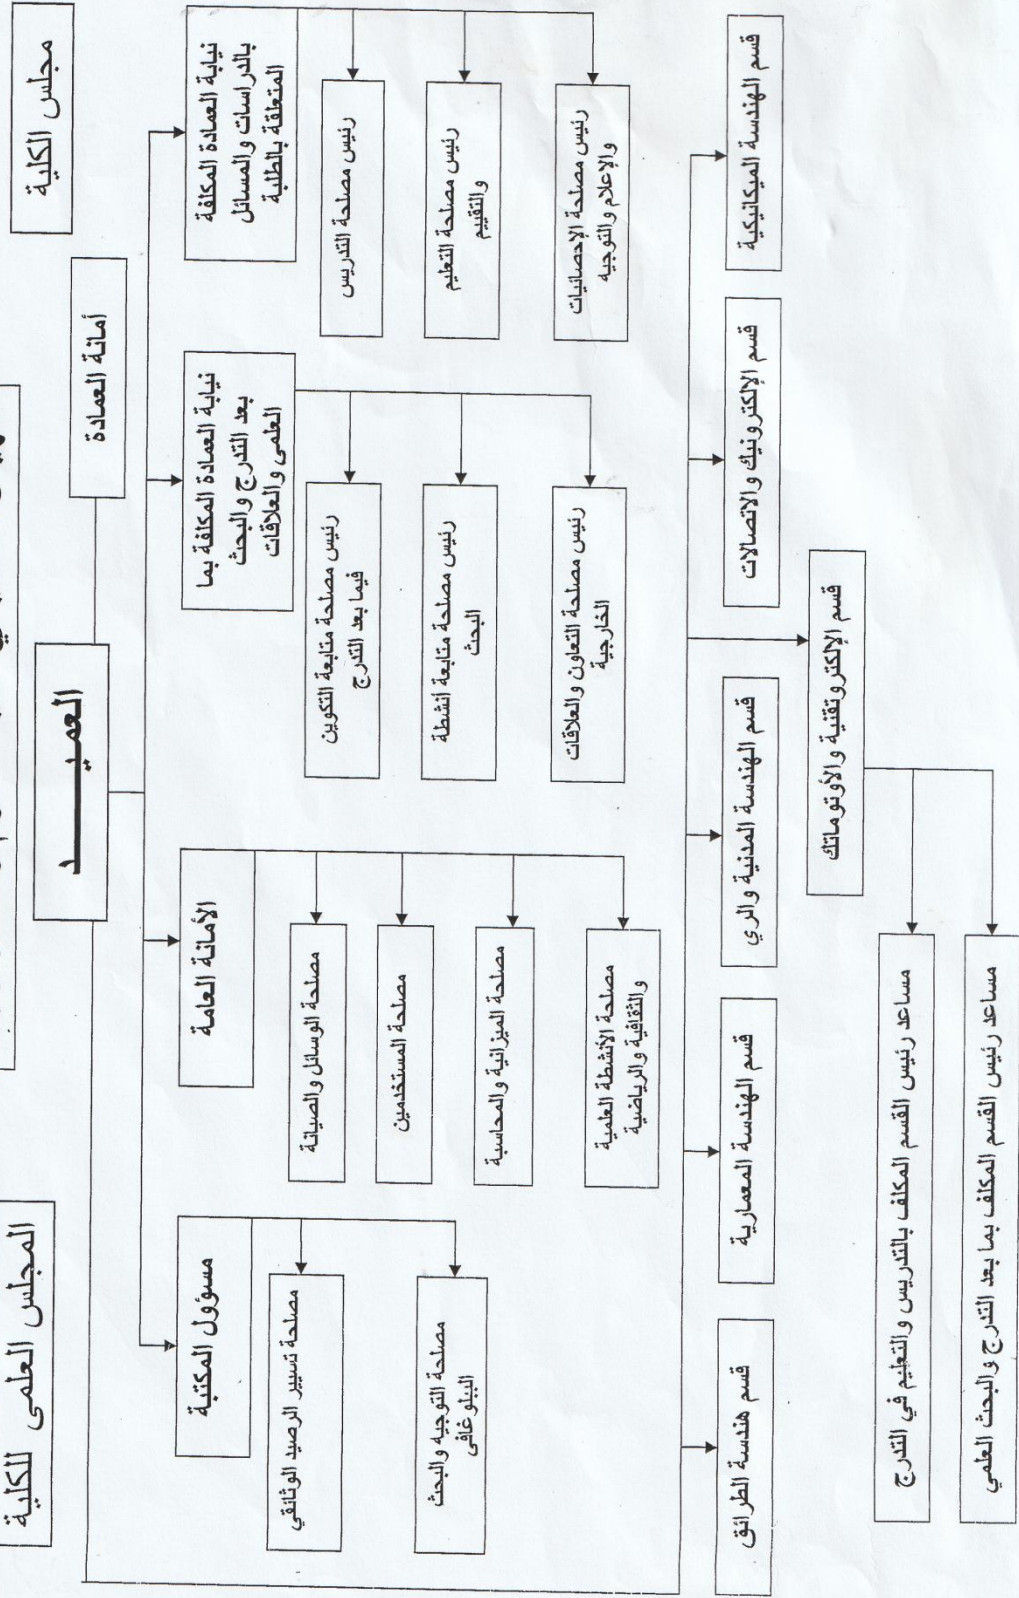 مجلس الكلية
المجلس العلمي للكلية
أمانة العمادة
العميـــــــد
نيابة العمادة المكلفة
بالدراسات والمسائل
المتعلقة بالطلبة
نيابة العمادة المكلفة بما
بعد التدرج والبحث
العلمي والعلاقات
الأمانة العامة
مسؤول المكتبة
رئيس مصلحة التدريس
رئيس مصلحة التعليم
والتقييم
رئيس مصلحة الإحصائيات
والإعلام والتوجيه
رئيس مصلحة متابعة التكوين
فيما بعد التدرج
رئيس مصلحة متابعة أنشطة
البحث
رئيس مصلحة التعاون والعلاقات
الخارجية
مصلحة الوسائل والصيانة
مصلحة المستخدمين
مصلحة الميزانية والمحاسبة
مصلحة الأنشطة العلمية
والثقافية والرياضية
مصلحة تسيير الرصيد الوثائقي
مصلحة التوجيه والبحث
الببلوغافي
قسم الهندسة الميكانيكية
قسم الإلكترونيك والاتصالات
قسم الإلكتروتقنية والأوتوماتك
قسم الهندسة المدنية والري
قسم الهندسة المعمارية
قسم هندسة الطرائق
مساعد رئيس القسم المكلف بالتدريس والتعليم في التدرج
مساعد رئيس القسم المكلف بما بعد التدرج والبحث العلمي